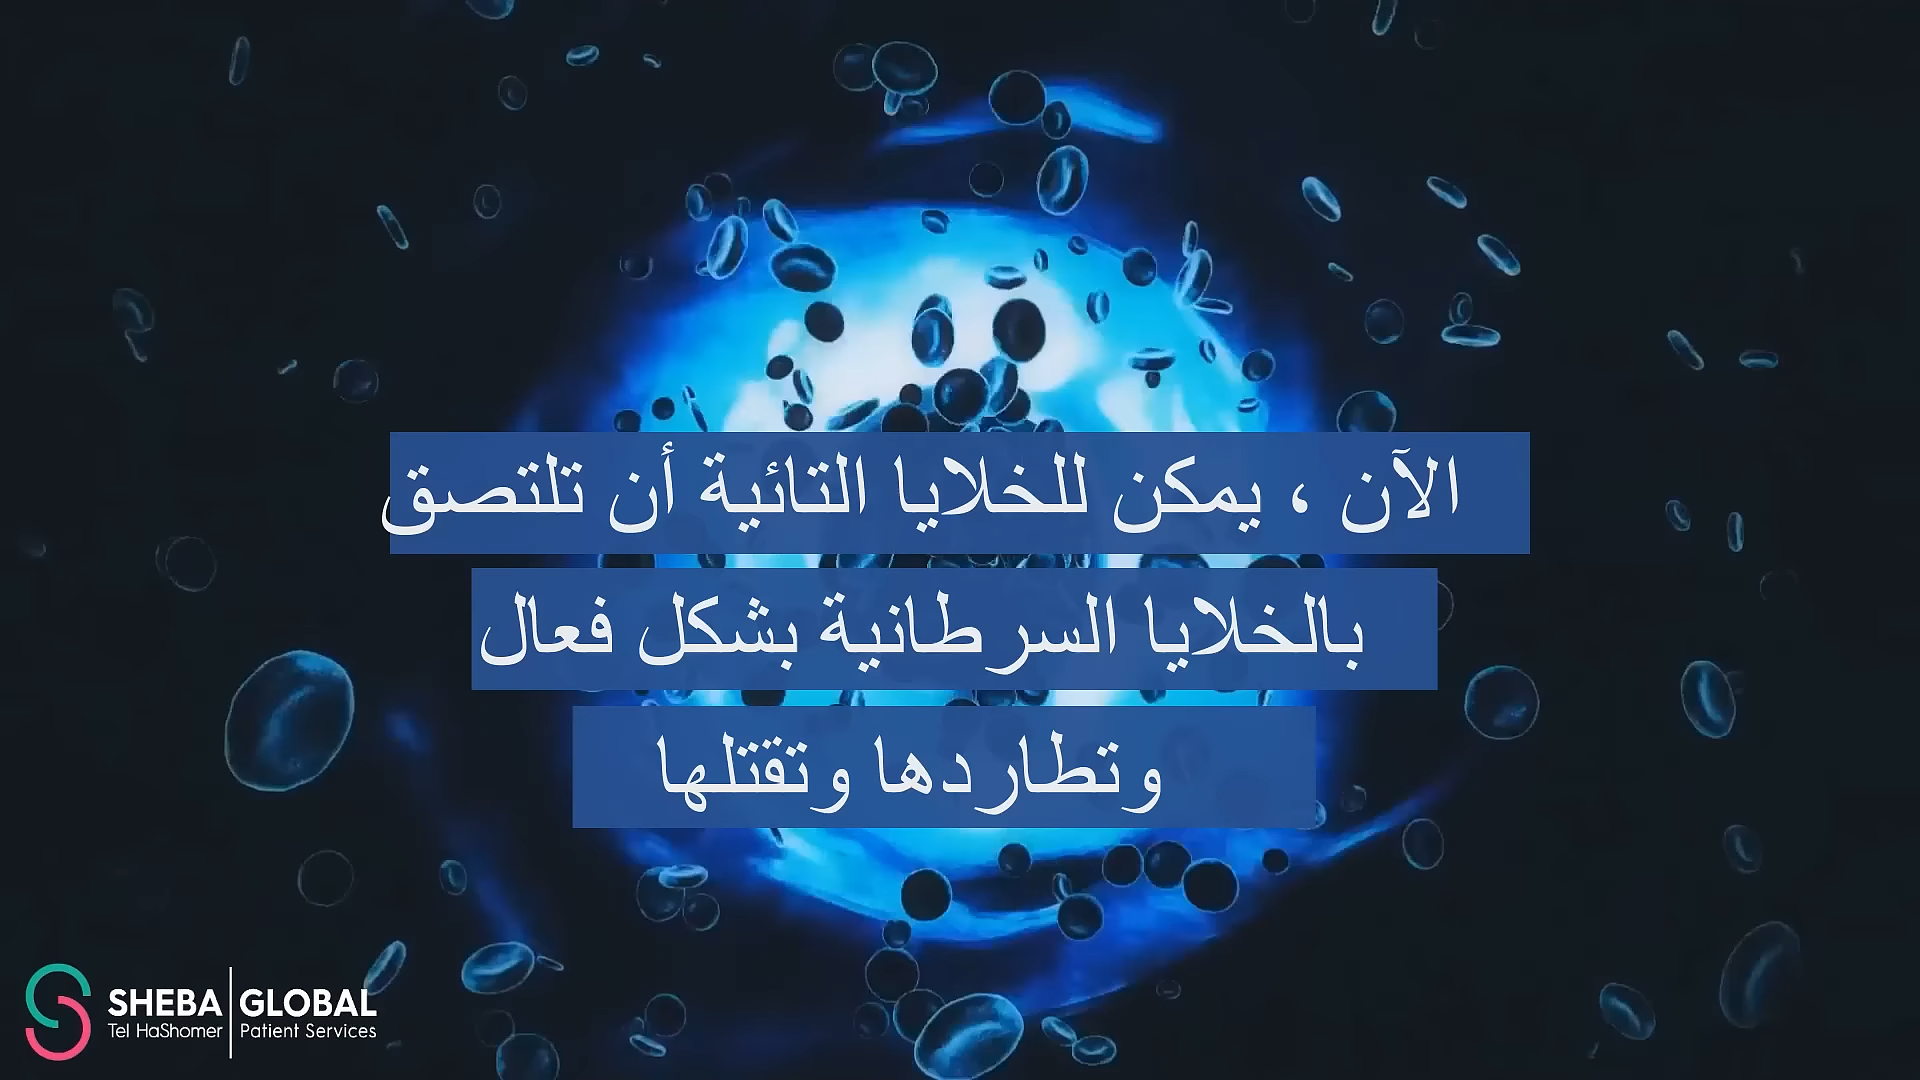 الآن ، يمكن للخلايا التائية أن تلتصق
بالخلايا السرطانية بشكل فعال
وتطاردها وتقتلها
SHEBA GLOBAL
Tel HaShomer Patient Services